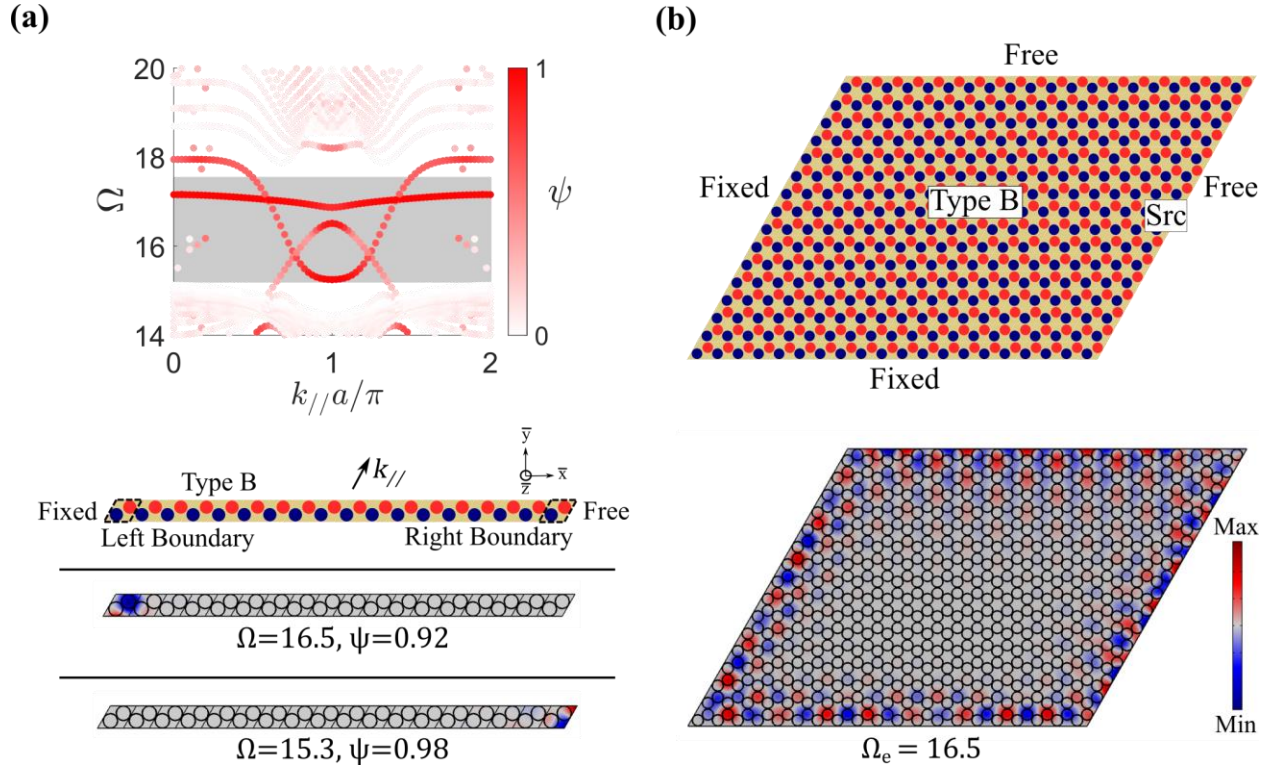 (a)
20
18
16
14
Ω
0
1
2
k//a/π
1
0
ψ
Type B
k//
y̅
x̅
z̅
Fixed
Free
Left Boundary
Right Boundary
Ω=16.5, ψ=0.92
Ω=15.3, ψ=0.98
(b)
Free
Fixed
Type B
Free
Src
Fixed
Max
Min
Ωe = 16.5